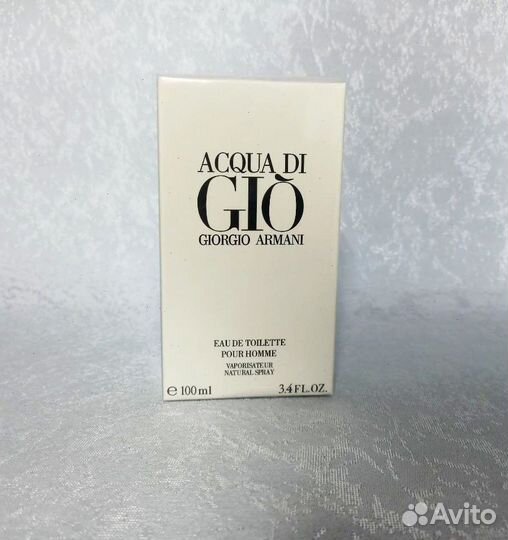 ACQUA DI
GIÒ
GIORGIO ARMANI
EAU DE TOILETTE
POUR HOMME
VAPORISATEUR
NATURAL SPRAY
℮ 100 ml 3.4 FL.OZ.
Avito